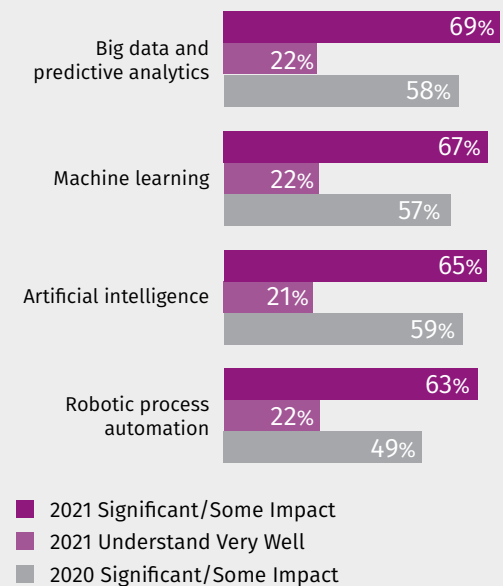 69%
Big data and
predictive analytics
22%
58%
67%
Machine learning
22%
57%
65%
Artificial intelligence
21%
59%
63%
Robotic process
automation
22%
49%
2021 Significant/Some Impact
2021 Understand Very Well
2020 Significant/Some Impact